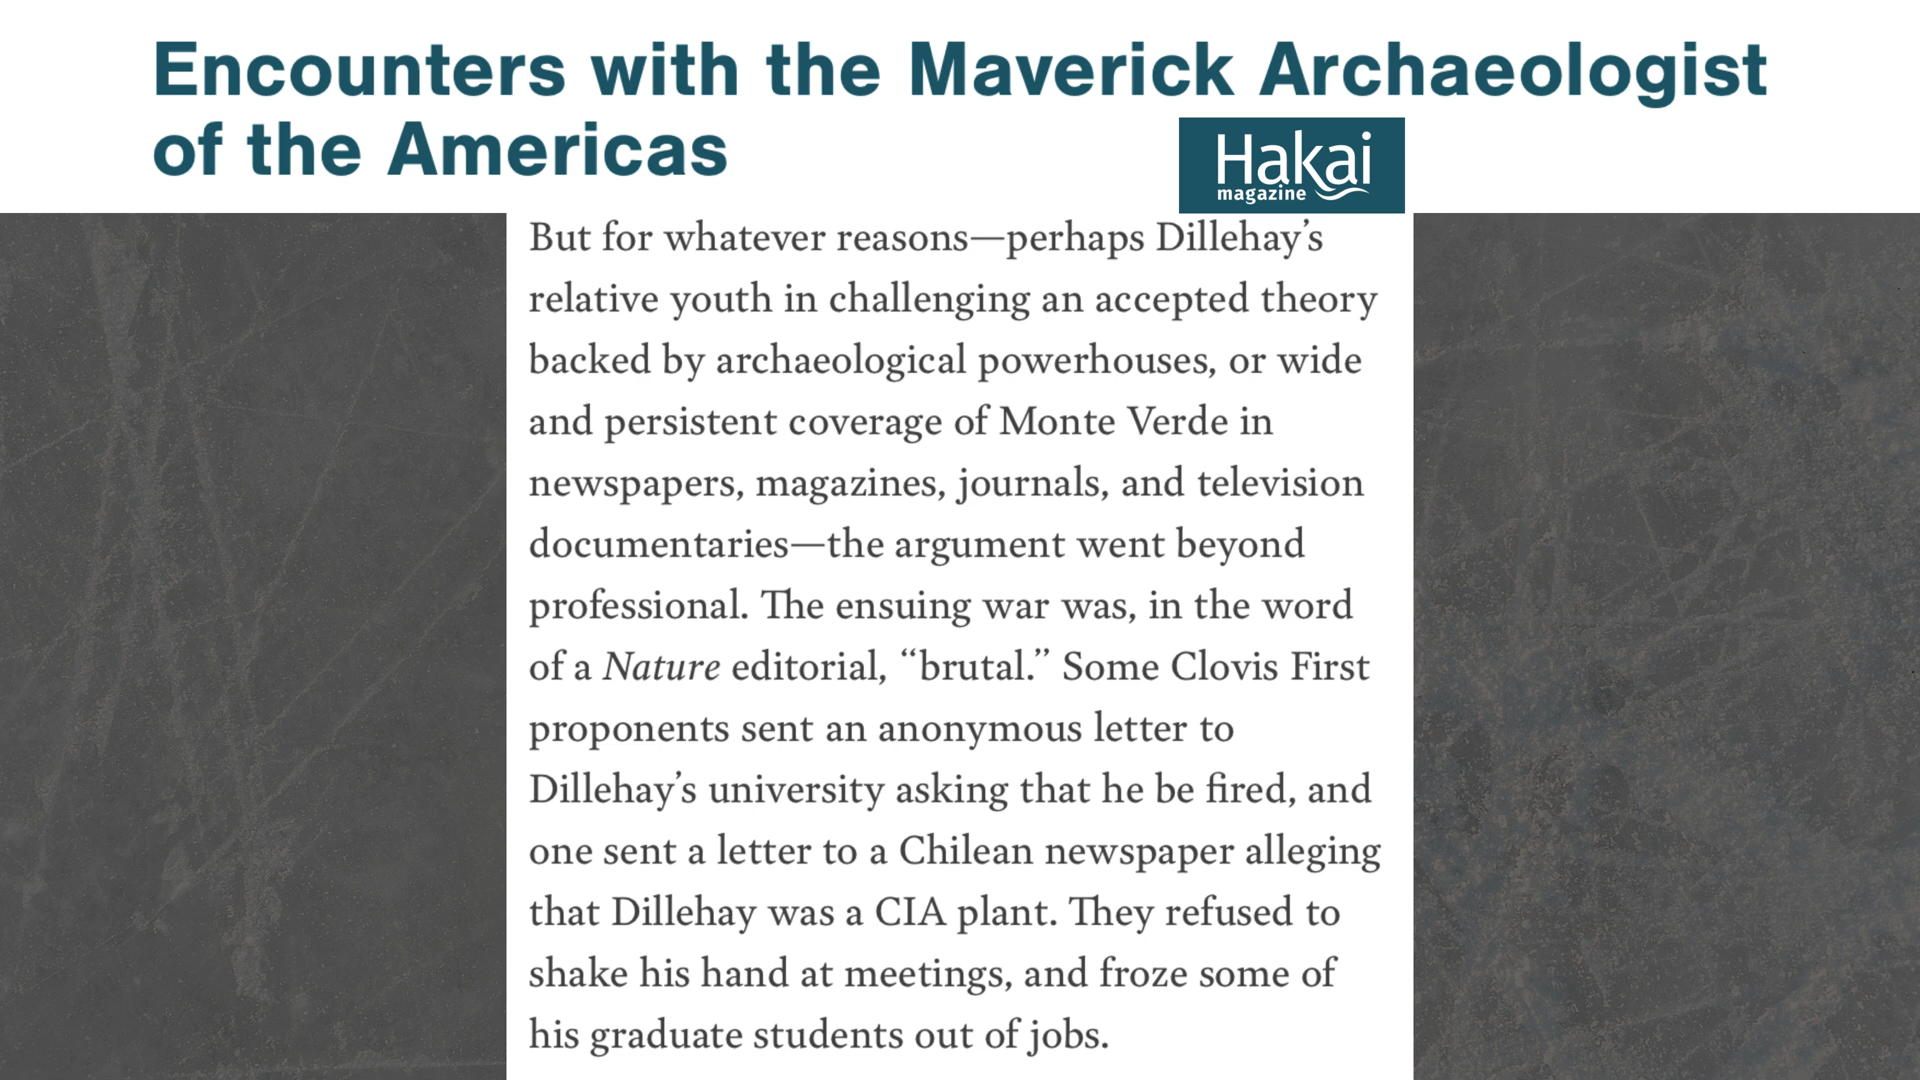 Encounters with the Maverick Archaeologist
of the Americas
Hakai
magazine
But for whatever reasons—perhaps Dillehay’s
relative youth in challenging an accepted theory
backed by archaeological powerhouses, or wide
and persistent coverage of Monte Verde in
newspapers, magazines, journals, and television
documentaries—the argument went beyond
professional. The ensuing war was, in the word
of a Nature editorial, “brutal.” Some Clovis First
proponents sent an anonymous letter to
Dillehay’s university asking that he be fired, and
one sent a letter to a Chilean newspaper alleging
that Dillehay was a CIA plant. They refused to
shake his hand at meetings, and froze some of
his graduate students out of jobs.